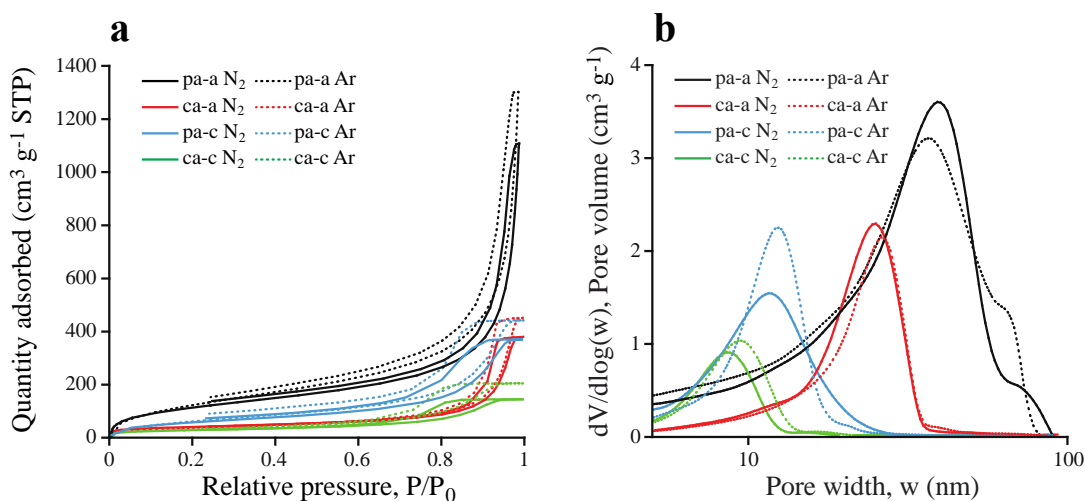 a
Quantity adsorbed (cm³ g⁻¹ STP)
1400
1200
1000
800
600
400
200
0
pa-a N₂
pa-a Ar
ca-a N₂
ca-a Ar
pa-c N₂
pa-c Ar
ca-c N₂
ca-c Ar
0
0.2
0.4
0.6
0.8
1
Relative pressure, P/P₀
b
dV/dlog(w), Pore volume (cm³ g⁻¹)
4
3
2
1
0
pa-a N₂
pa-a Ar
ca-a N₂
ca-a Ar
pa-c N₂
pa-c Ar
ca-c N₂
ca-c Ar
10
100
Pore width, w (nm)